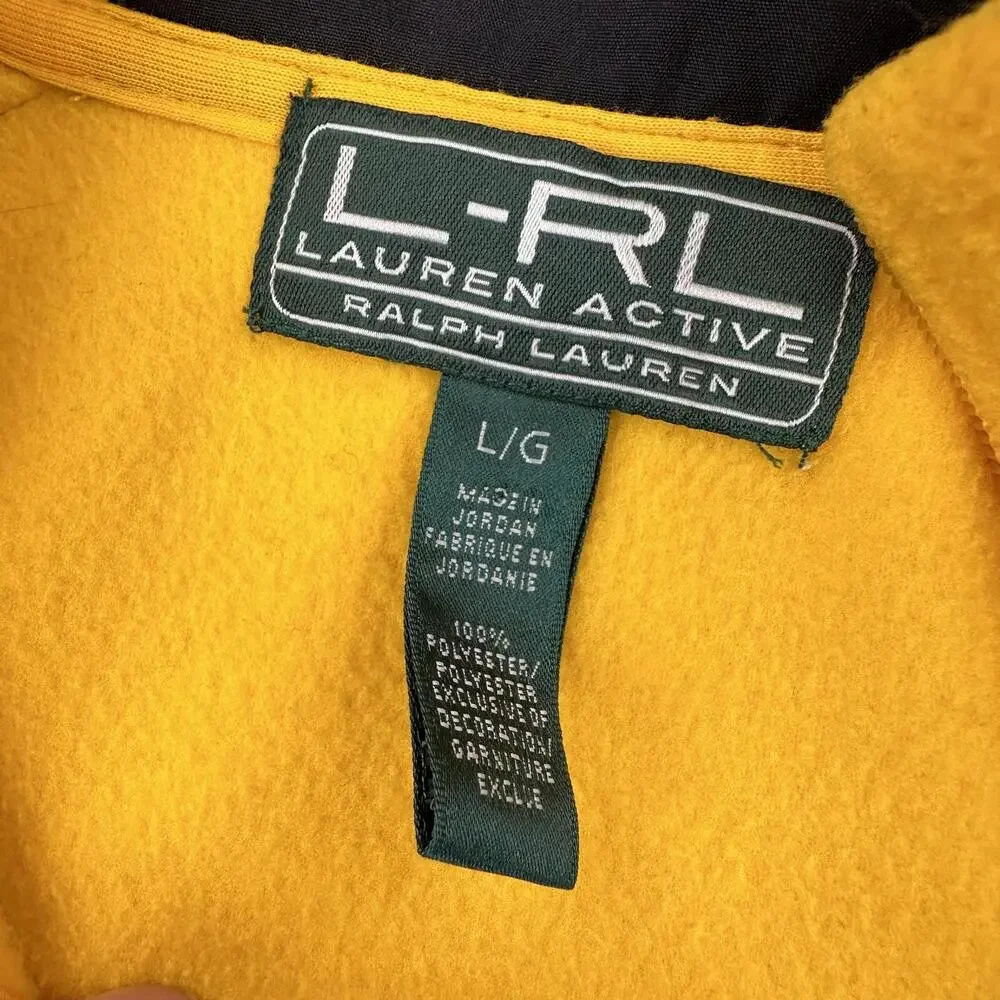 L-RL
LAUREN ACTIVE
RALPH LAUREN
L/G
MADE IN
JORDAN
FABRIQUE EN
JORDANIE
100%
POLYESTER/
POLYESTER
EXCLUSIVE OF
DECORATION/
GARNITURE
EXCLUE